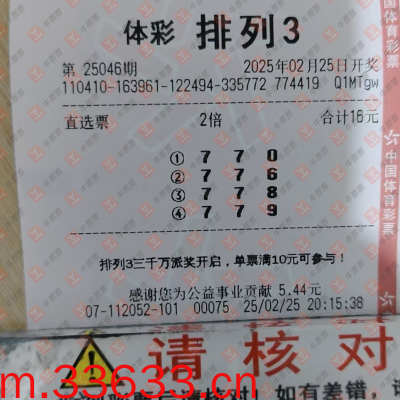 体彩 排列3
第 25046期 2025年02月25日开奖
110410-163961-122494-335772 774419 Q1MTgw
直选票 2倍 合计16元
① 7 7 0
② 7 7 6
③ 7 7 8
④ 7 7 9
排列3三千万派奖开启，单票满10元可参与！
感谢您为公益事业贡献 5.44元
07-112052-101 00075 25/02/25 20:15:38
中国体育彩票
中国体育彩票
请核对
m.33633.cn
如有差错，请